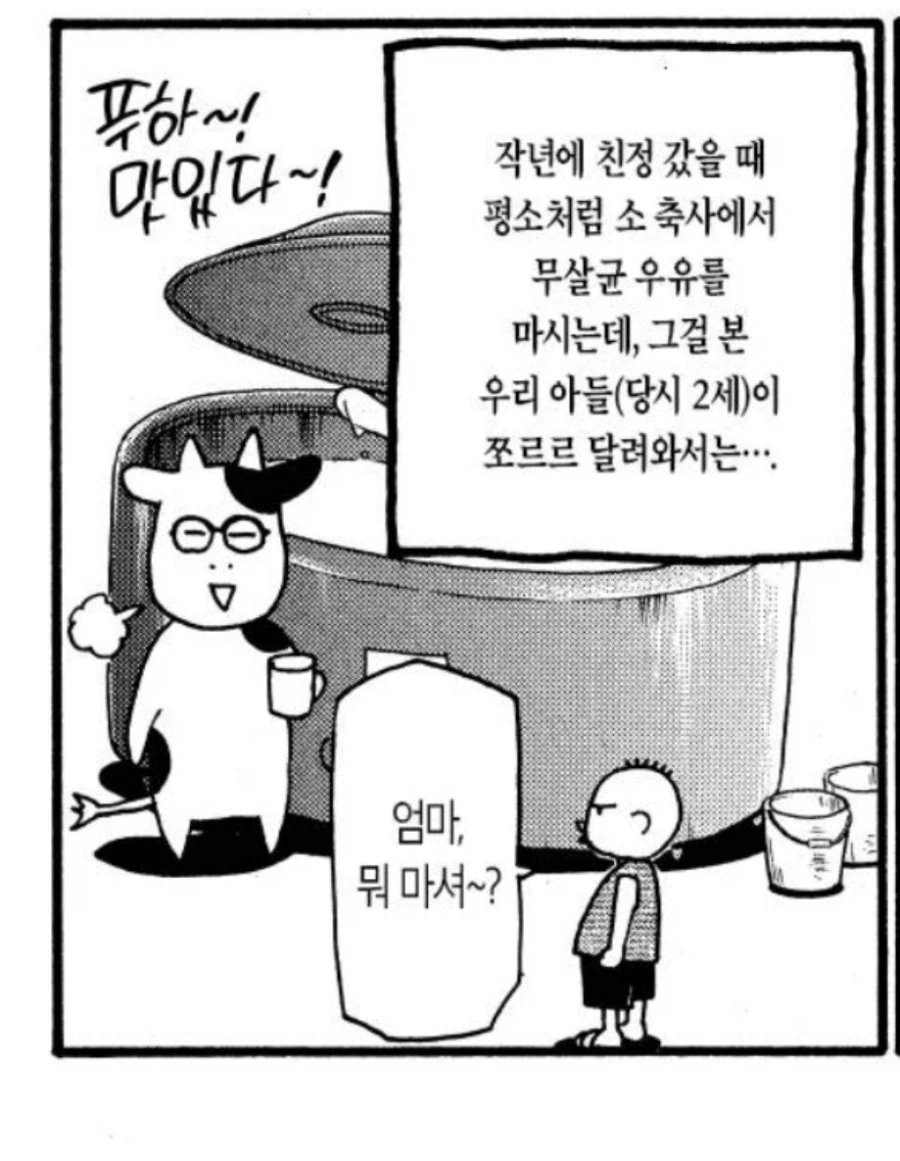 푸하~!
맛있다~!
작년에 친정 갔을 때
평소처럼 소 축사에서
무살균 우유를
마시는데, 그걸 본
우리 아들(당시 2세)이
쪼르르 달려와서는….
엄마,
뭐 마셔~?